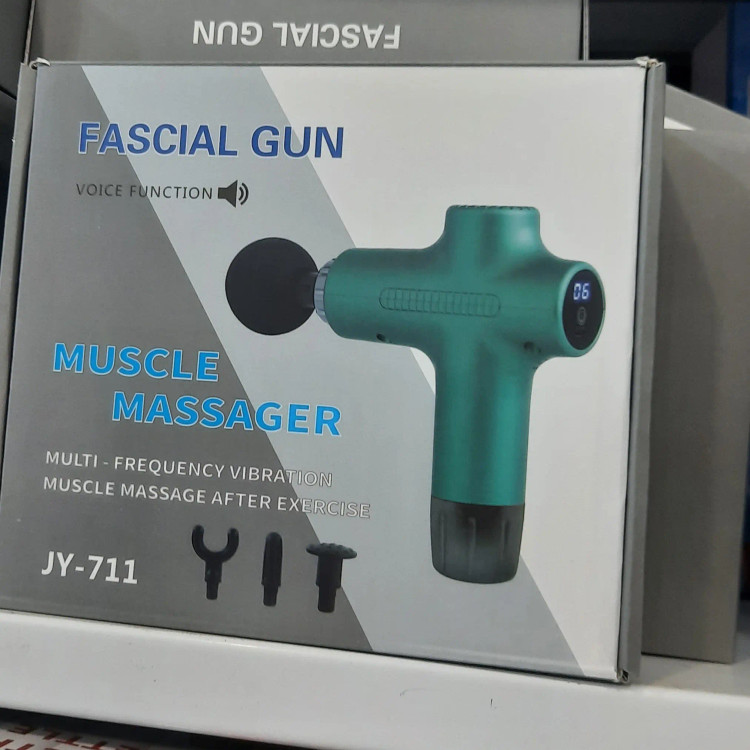 FASCIAL GUN
FASCIAL GUN
VOICE FUNCTION
06
MUSCLE
MASSAGER
MULTI - FREQUENCY VIBRATION
MUSCLE MASSAGE AFTER EXERCISE
JY-711